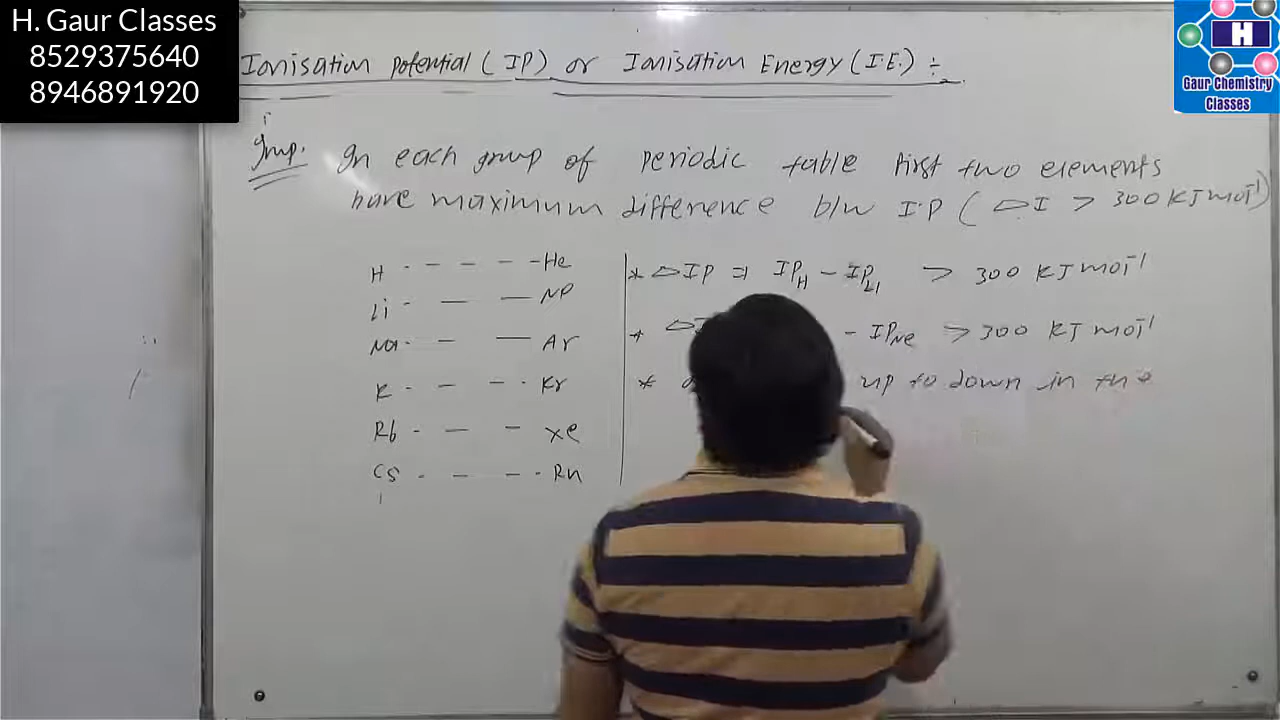 H. Gaur Classes
8529375640
8946891920
H
Gaur Chemistry
Classes
Ionisation Potential (IP) or Ionisation Energy (I.E.) ÷
Group. In each group of periodic table first two elements
have maximum difference b/w I.P (△I > 300 KJ mol⁻¹)
H - - - - - He
Li - — — Ne
Na - — — Ar
K - - - - Kr
Rb - — - Xe
Cs - - - - Rn
* △IP => IP_H - IP_Li > 300 KJ mol⁻¹
* △I - IP_Ne > 300 KJ mol⁻¹
* up to down in the